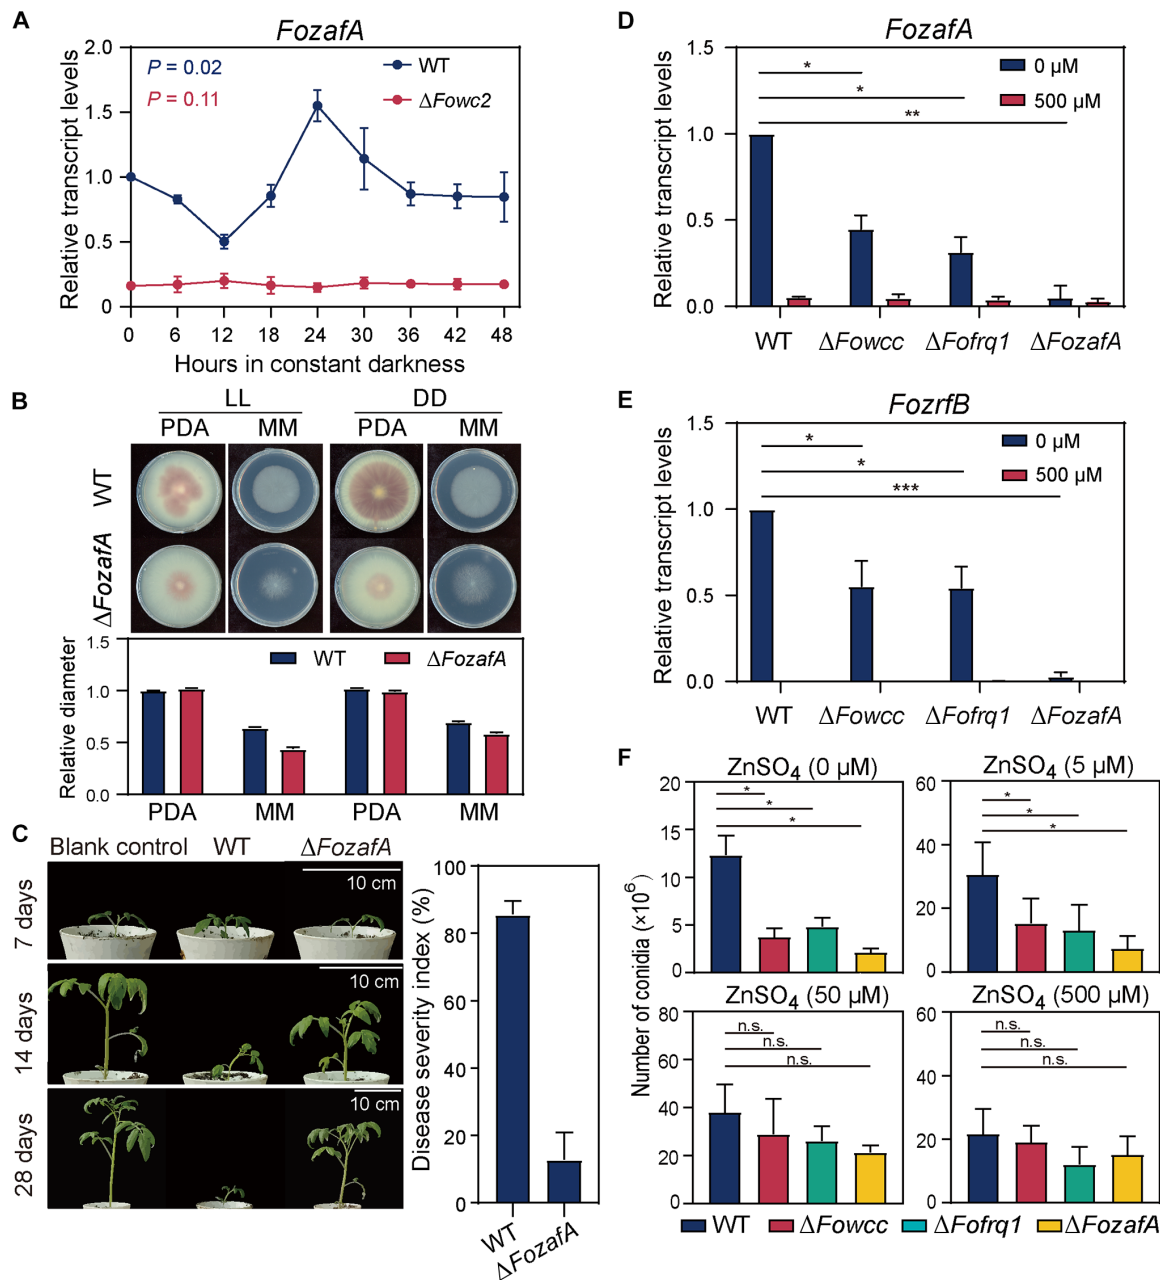 A
FozafA
Relative transcript levels
2.0
1.5
1.0
0.5
0
P = 0.02
P = 0.11
WT
ΔFowc2
0 6 12 18 24 30 36 42 48
Hours in constant darkness
B
LL DD
PDA MM PDA MM
WT
ΔFozafA
Relative diameter
1.5
1.0
0.5
0.0
WT ΔFozafA
PDA MM PDA MM
C
Blank control WT ΔFozafA
7 days
10 cm
14 days
10 cm
28 days
10 cm
Disease severity index (%)
100
80
60
40
20
0
WT
ΔFozafA
D
FozafA
Relative transcript levels
1.5
1.0
0.5
0.0
*
*
**
0 µM
500 µM
WT ΔFowcc ΔFofrq1 ΔFozafA
E
FozrfB
Relative transcript levels
1.5
1.0
0.5
0.0
*
*
***
0 µM
500 µM
WT ΔFowcc ΔFofrq1 ΔFozafA
F
Number of conidia (×10⁶)
ZnSO₄ (0 µM)
20
15
10
5
0
*
*
*
ZnSO₄ (5 µM)
60
40
20
0
*
*
*
ZnSO₄ (50 µM)
80
60
40
20
0
n.s.
n.s.
n.s.
ZnSO₄ (500 µM)
60
40
20
0
n.s.
n.s.
n.s.
WT ΔFowcc ΔFofrq1 ΔFozafA